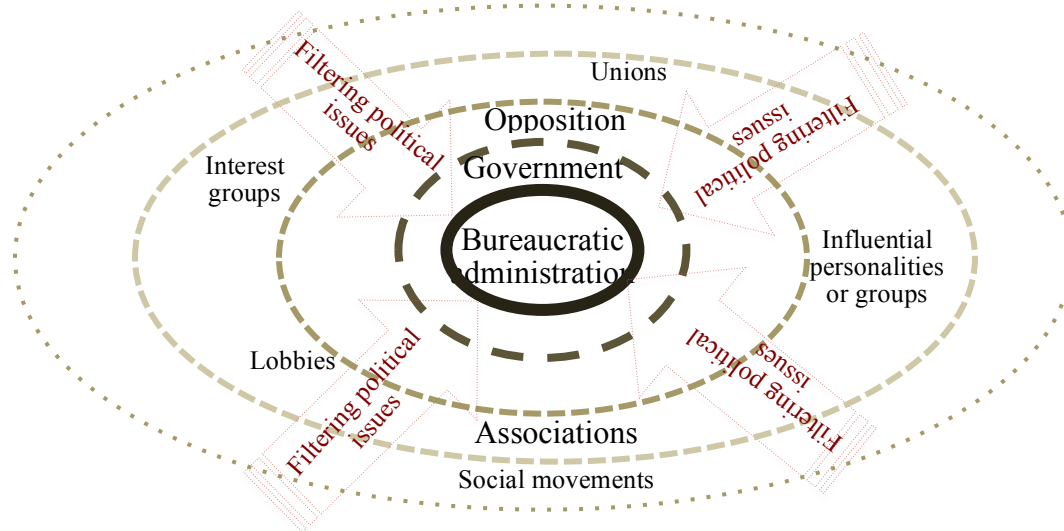 Filtering political
issues
Unions
Filtering political
issues
Opposition
Interest
groups
Government
Bureaucratic
administration
Influential
personalities
or groups
Lobbies
Filtering political
issues
Filtering political
issues
Associations
Social movements